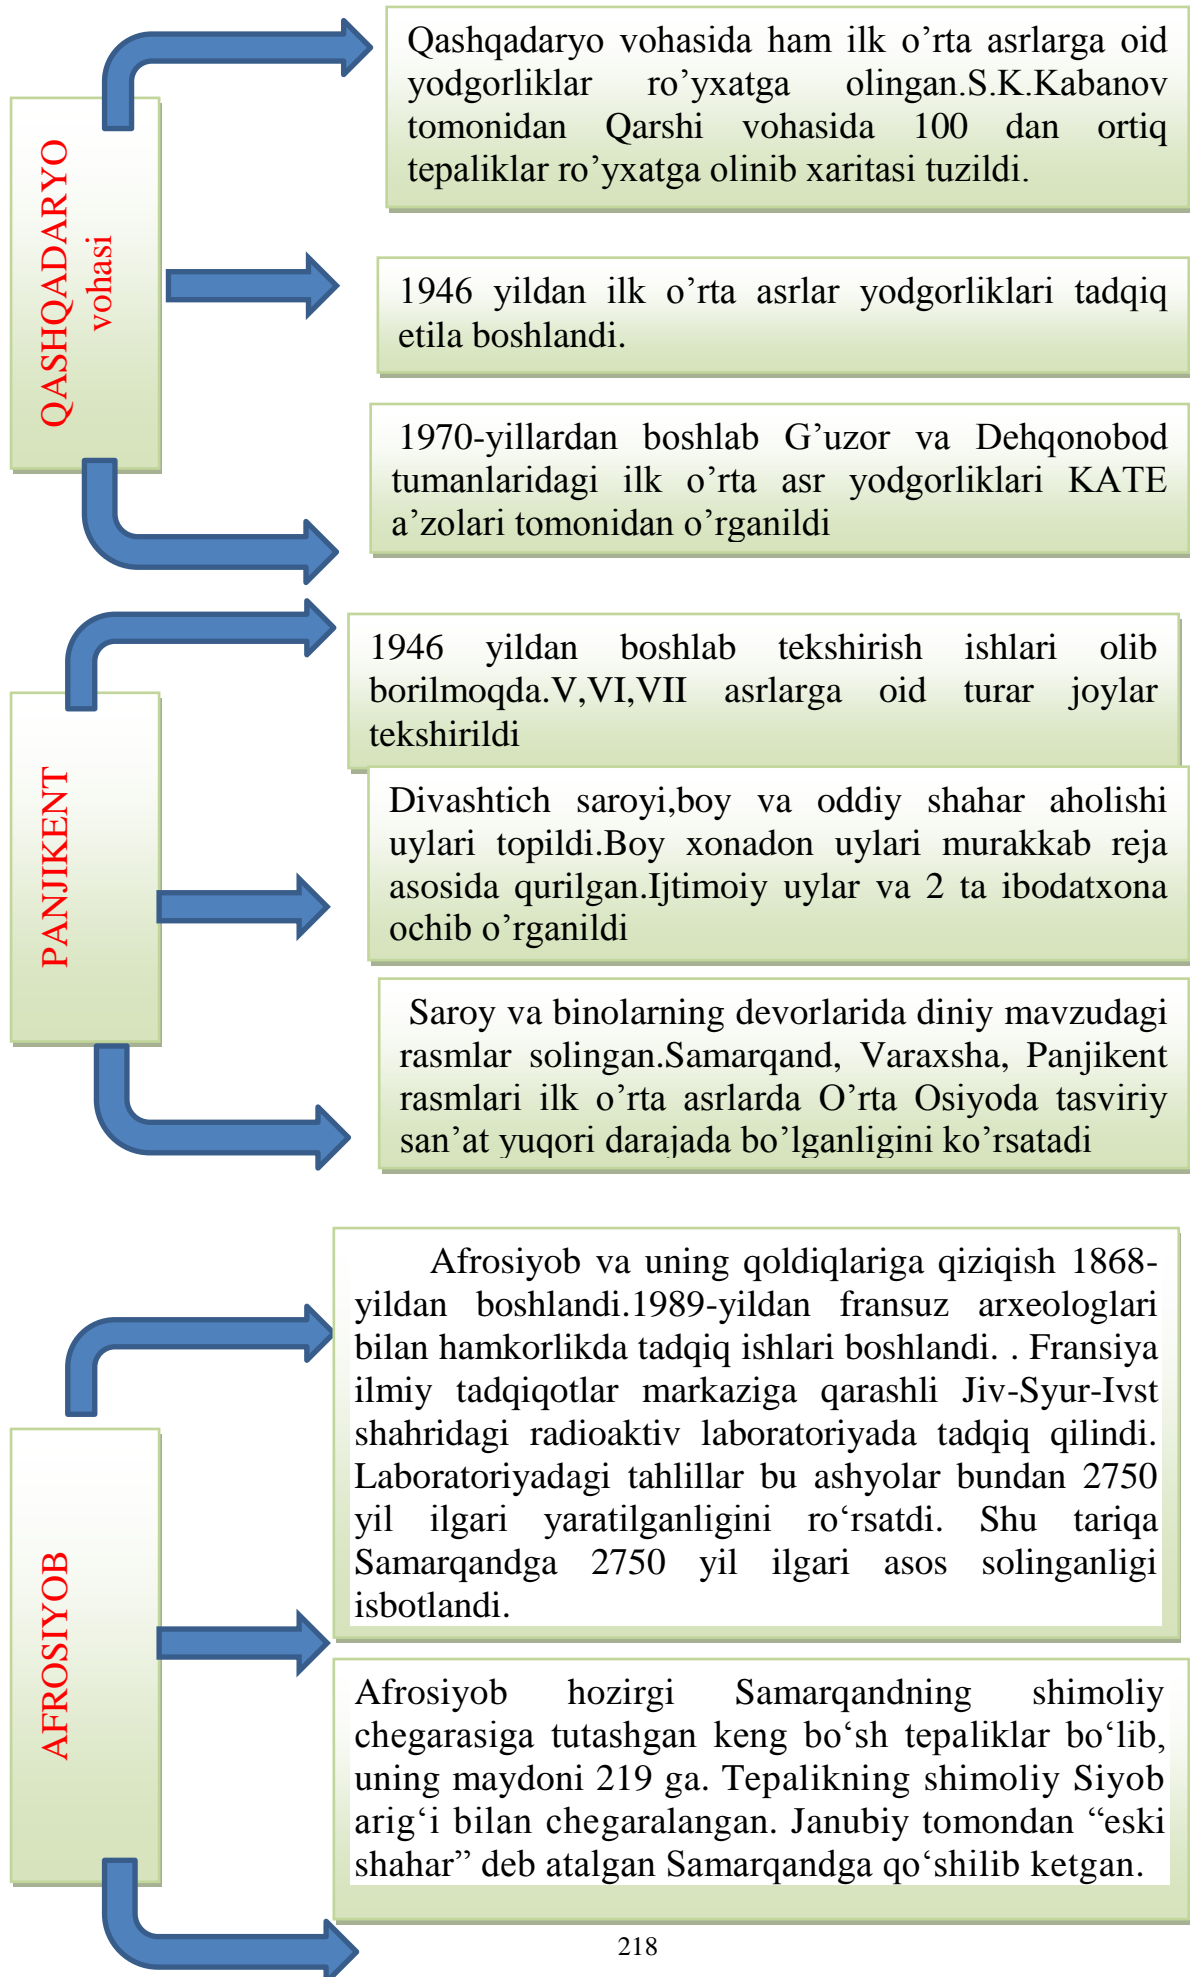 QASHQADARYO
vohasi
Qashqadaryo vohasida ham ilk o’rta asrlarga oid
yodgorliklar ro’yxatga olingan.S.K.Kabanov
tomonidan Qarshi vohasida 100 dan ortiq
tepaliklar ro’yxatga olinib xaritasi tuzildi.
1946 yildan ilk o’rta asrlar yodgorliklari tadqiq
etila boshlandi.
1970-yillardan boshlab G’uzor va Dehqonobod
tumanlaridagi ilk o’rta asr yodgorliklari KATE
a’zolari tomonidan o’rganildi
PANJIKENT
1946 yildan boshlab tekshirish ishlari olib
borilmoqda.V,VI,VII asrlarga oid turar joylar
tekshirildi
Divashtich saroyi,boy va oddiy shahar aholishi
uylari topildi.Boy xonadon uylari murakkab reja
asosida qurilgan.Ijtimoiy uylar va 2 ta ibodatxona
ochib o’rganildi
Saroy va binolarning devorlarida diniy mavzudagi
rasmlar solingan.Samarqand, Varaxsha, Panjikent
rasmlari ilk o’rta asrlarda O’rta Osiyoda tasviriy
san’at yuqori darajada bo’lganligini ko’rsatadi
AFROSIYOB
Afrosiyob va uning qoldiqlariga qiziqish 1868-
yildan boshlandi.1989-yildan fransuz arxeologlari
bilan hamkorlikda tadqiq ishlari boshlandi. . Fransiya
ilmiy tadqiqotlar markaziga qarashli Jiv-Syur-Ivst
shahridagi radioaktiv laboratoriyada tadqiq qilindi.
Laboratoriyadagi tahlillar bu ashyolar bundan 2750
yil ilgari yaratilganligini ro‘rsatdi. Shu tariqa
Samarqandga 2750 yil ilgari asos solinganligi
isbotlandi.
Afrosiyob hozirgi Samarqandning shimoliy
chegarasiga tutashgan keng bo‘sh tepaliklar bo‘lib,
uning maydoni 219 ga. Tepalikning shimoliy Siyob
arig‘i bilan chegaralangan. Janubiy tomondan “eski
shahar” deb atalgan Samarqandga qo‘shilib ketgan.
218